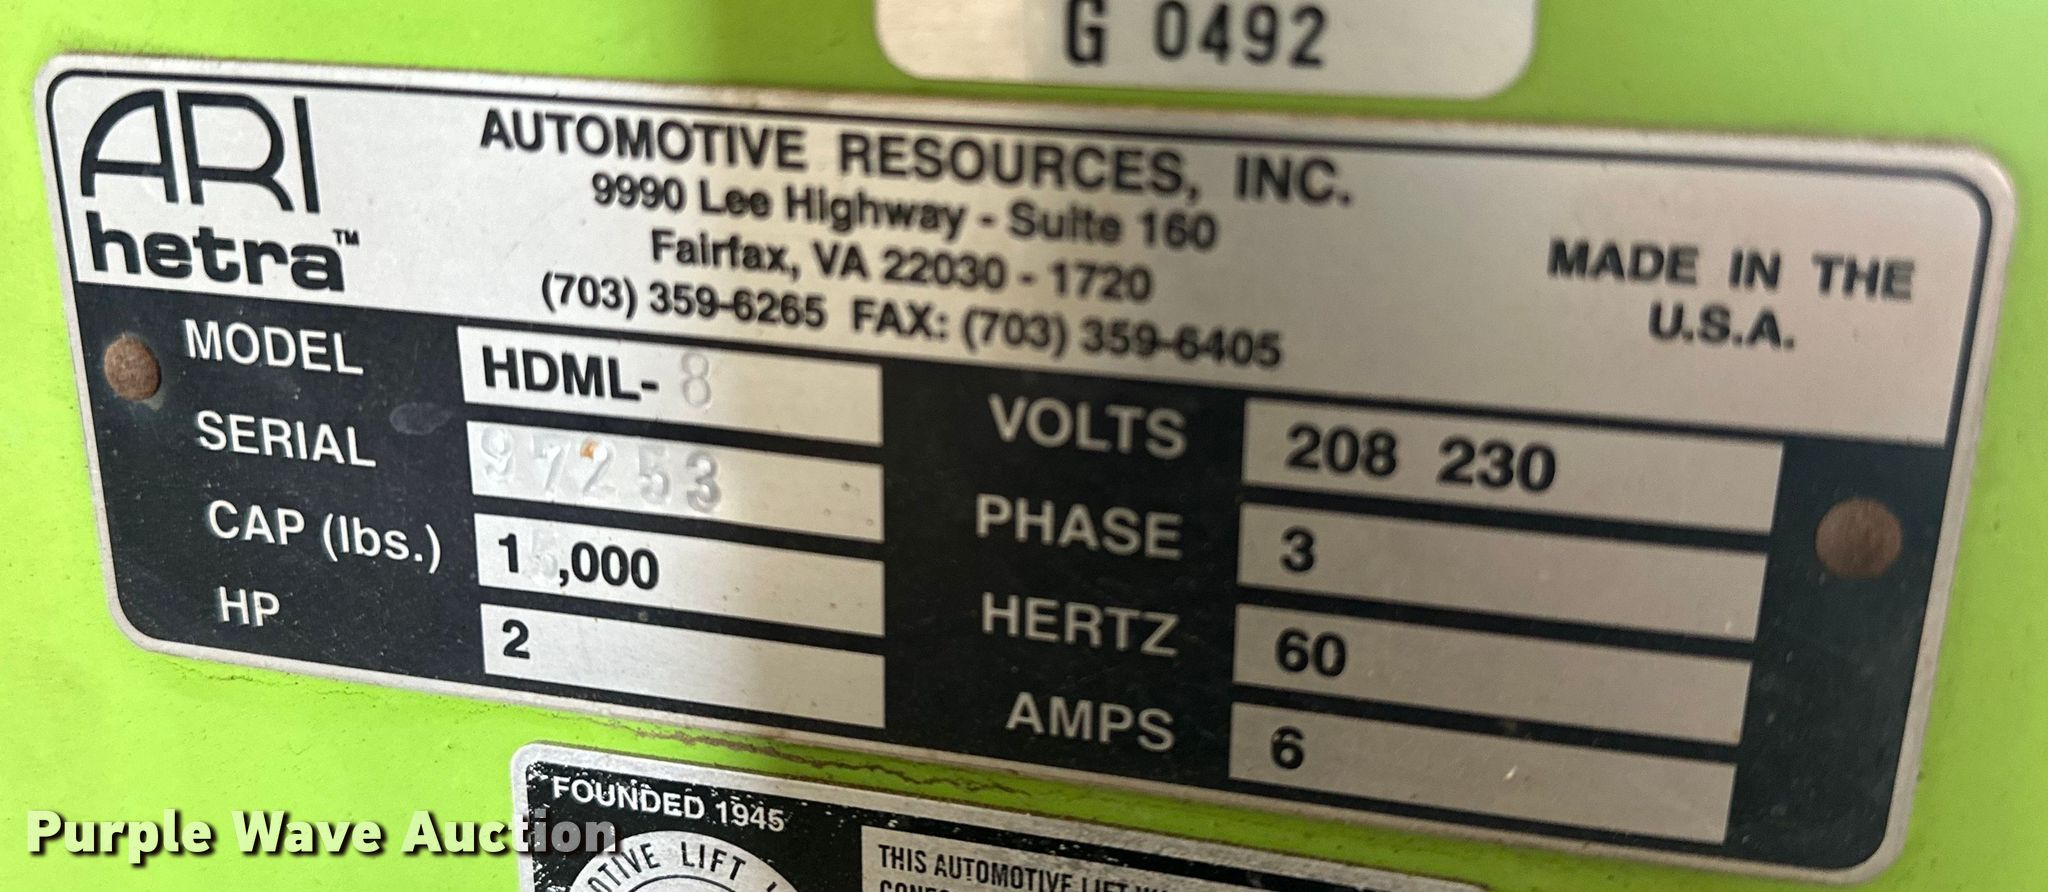 G 0492
ARI
hetra™
AUTOMOTIVE RESOURCES, INC.
9990 Lee Highway - Suite 160
Fairfax, VA 22030 - 1720
(703) 359-6265 FAX: (703) 359-6405
MADE IN THE
U.S.A.
MODEL HDML-8
SERIAL 97253
CAP (lbs.) 15,000
HP 2
VOLTS 208 230
PHASE 3
HERTZ 60
AMPS 6
FOUNDED 1945
LIFT
THIS AUTOMOTIVE LIFT
Purple Wave Auction